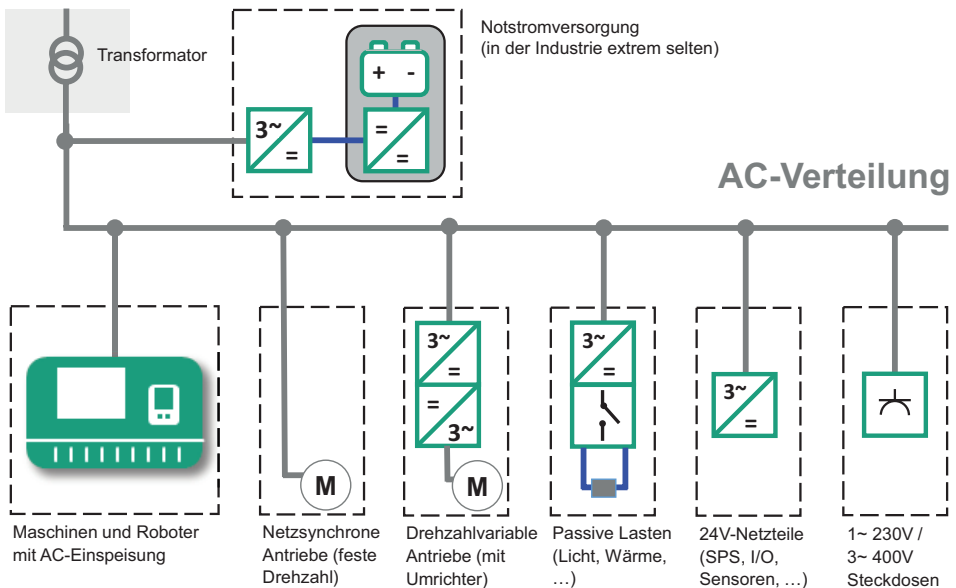 Transformator
Notstromversorgung
(in der Industrie extrem selten)
+ -
3~
=
=
=
AC-Verteilung
3~
=
=
3~
M
M
3~
=
3~
=
Maschinen und Roboter
mit AC-Einspeisung
Netzsynchrone
Antriebe (feste
Drehzahl)
Drehzahlvariable
Antriebe (mit
Umrichter)
Passive Lasten
(Licht, Wärme,
…)
24V-Netzteile
(SPS, I/O,
Sensoren, …)
1~ 230V /
3~ 400V
Steckdosen